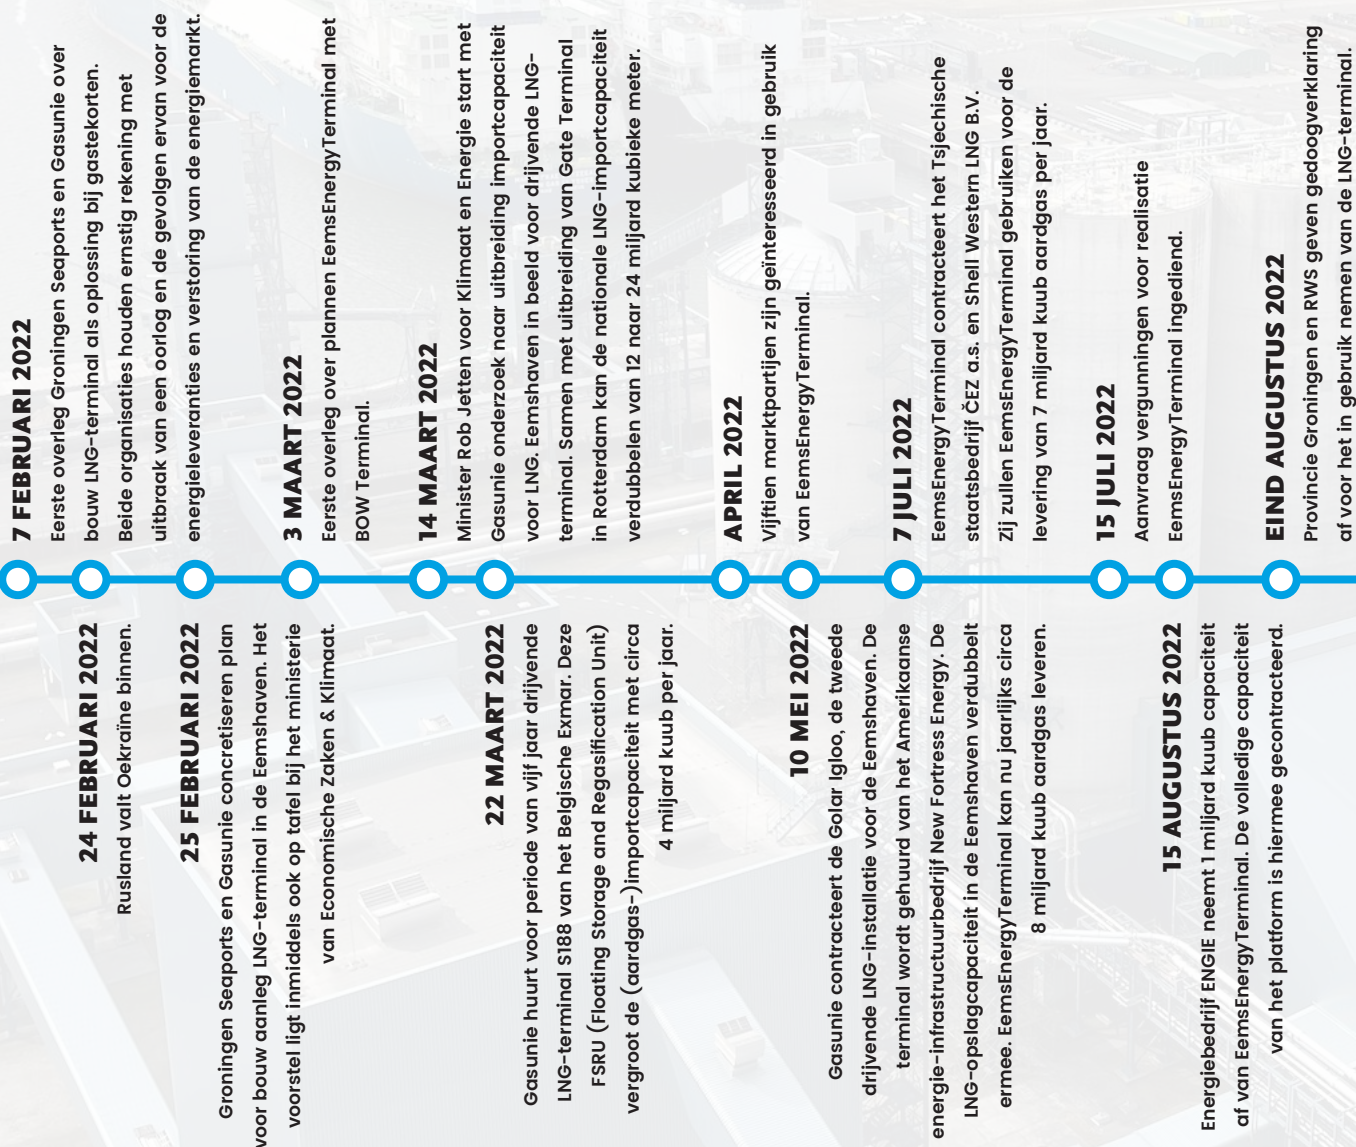 7 FEBRUARI 2022
Eerste overleg Groningen Seaports en Gasunie over
bouw LNG-terminal als oplossing bij gastekorten.
Beide organisaties houden ernstig rekening met
uitbraak van een oorlog en de gevolgen ervan voor de
energieleveranties en verstoring van de energiemarkt.
24 FEBRUARI 2022
Rusland valt Oekraïne binnen.
25 FEBRUARI 2022
Groningen Seaports en Gasunie concretiseren plan
voor bouw aanleg LNG-terminal in de Eemshaven. Het
voorstel ligt inmiddels ook op tafel bij het ministerie
van Economische Zaken & Klimaat.
3 MAART 2022
Eerste overleg over plannen EemsEnergyTerminal met
BOW Terminal.
14 MAART 2022
Minister Rob Jetten voor Klimaat en Energie start met
Gasunie onderzoek naar uitbreiding importcapaciteit
voor LNG. Eemshaven in beeld voor drijvende LNG-
terminal. Samen met uitbreiding van Gate Terminal
in Rotterdam kan de nationale LNG-importcapaciteit
verdubbelen van 12 naar 24 miljard kubieke meter.
22 MAART 2022
Gasunie huurt voor periode van vijf jaar drijvende
LNG-terminal S188 van het Belgische Exmar. Deze
FSRU (Floating Storage and Regasification Unit)
vergroot de (aardgas-)importcapaciteit met circa
4 miljard kuub per jaar.
APRIL 2022
Vijftien marktpartijen zijn geïnteresseerd in gebruik
van EemsEnergyTerminal.
10 MEI 2022
Gasunie contracteert de Golar Igloo, de tweede
drijvende LNG-installatie voor de Eemshaven. De
terminal wordt gehuurd van het Amerikaanse
energie-infrastructuurbedrijf New Fortress Energy. De
LNG-opslagcapaciteit in de Eemshaven verdubbelt
ermee. EemsEnergyTerminal kan nu jaarlijks circa
8 miljard kuub aardgas leveren.
7 JULI 2022
EemsEnergyTerminal contracteert het Tsjechische
staatsbedrijf ČEZ a.s. en Shell Western LNG B.V.
Zij zullen EemsEnergyTerminal gebruiken voor de
levering van 7 miljard kuub aardgas per jaar.
15 JULI 2022
Aanvraag vergunningen voor realisatie
EemsEnergyTerminal ingediend.
15 AUGUSTUS 2022
Energiebedrijf ENGIE neemt 1 miljard kuub capaciteit
af van EemsEnergyTerminal. De volledige capaciteit
van het platform is hiermee gecontracteerd.
EIND AUGUSTUS 2022
Provincie Groningen en RWS geven gedoogverklaring
af voor het in gebruik nemen van de LNG-terminal.